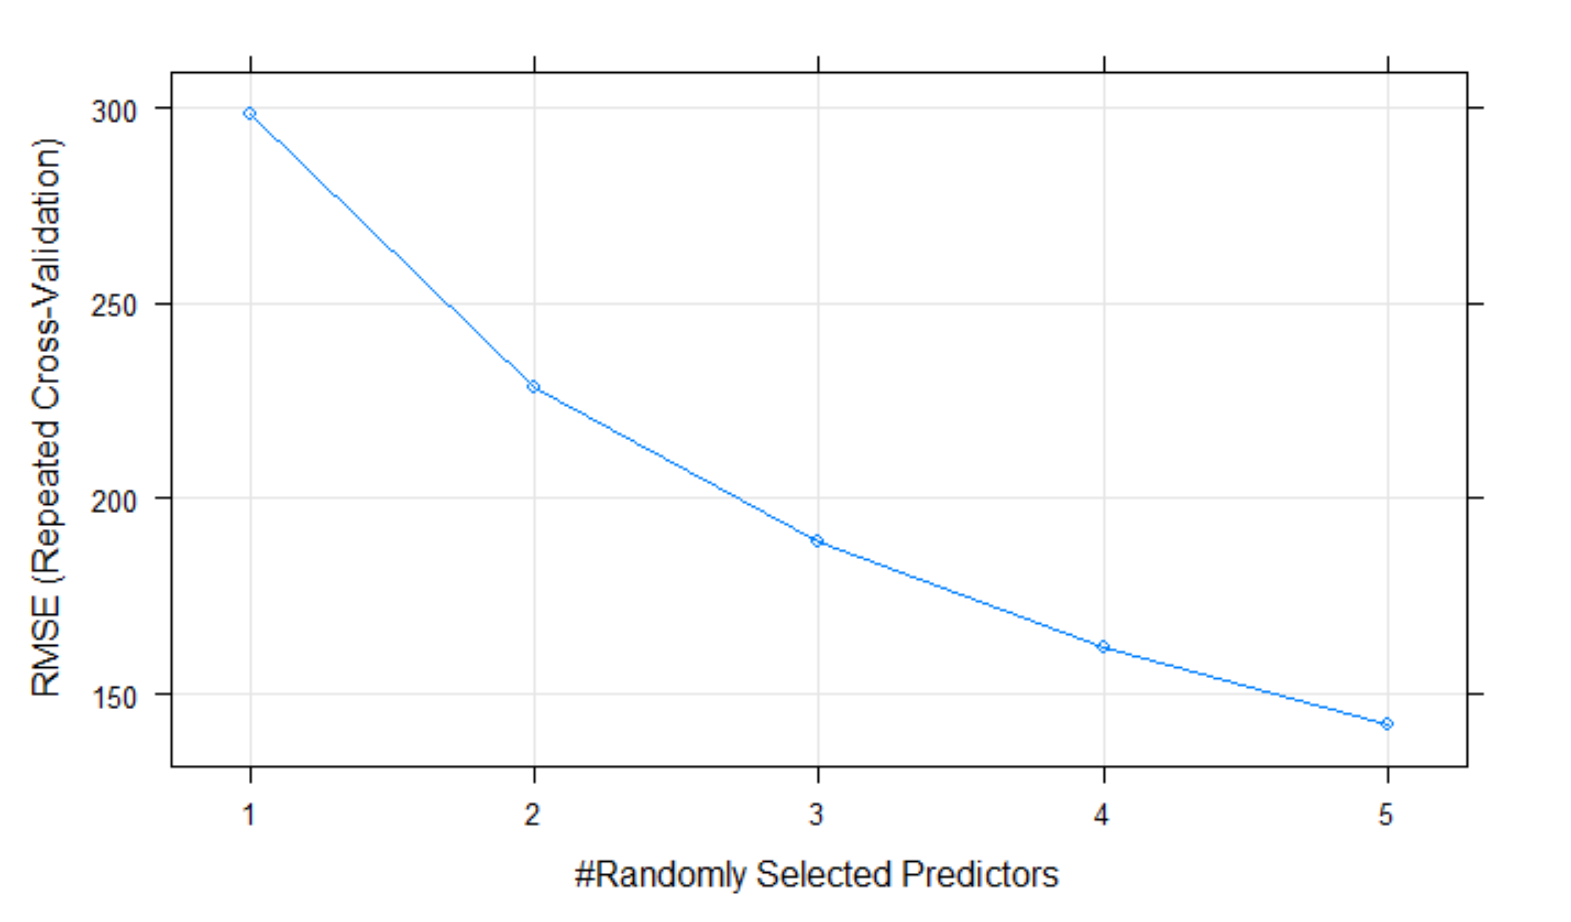 RMSE (Repeated Cross-Validation)
300
250
200
150
1 2 3 4 5
#Randomly Selected Predictors